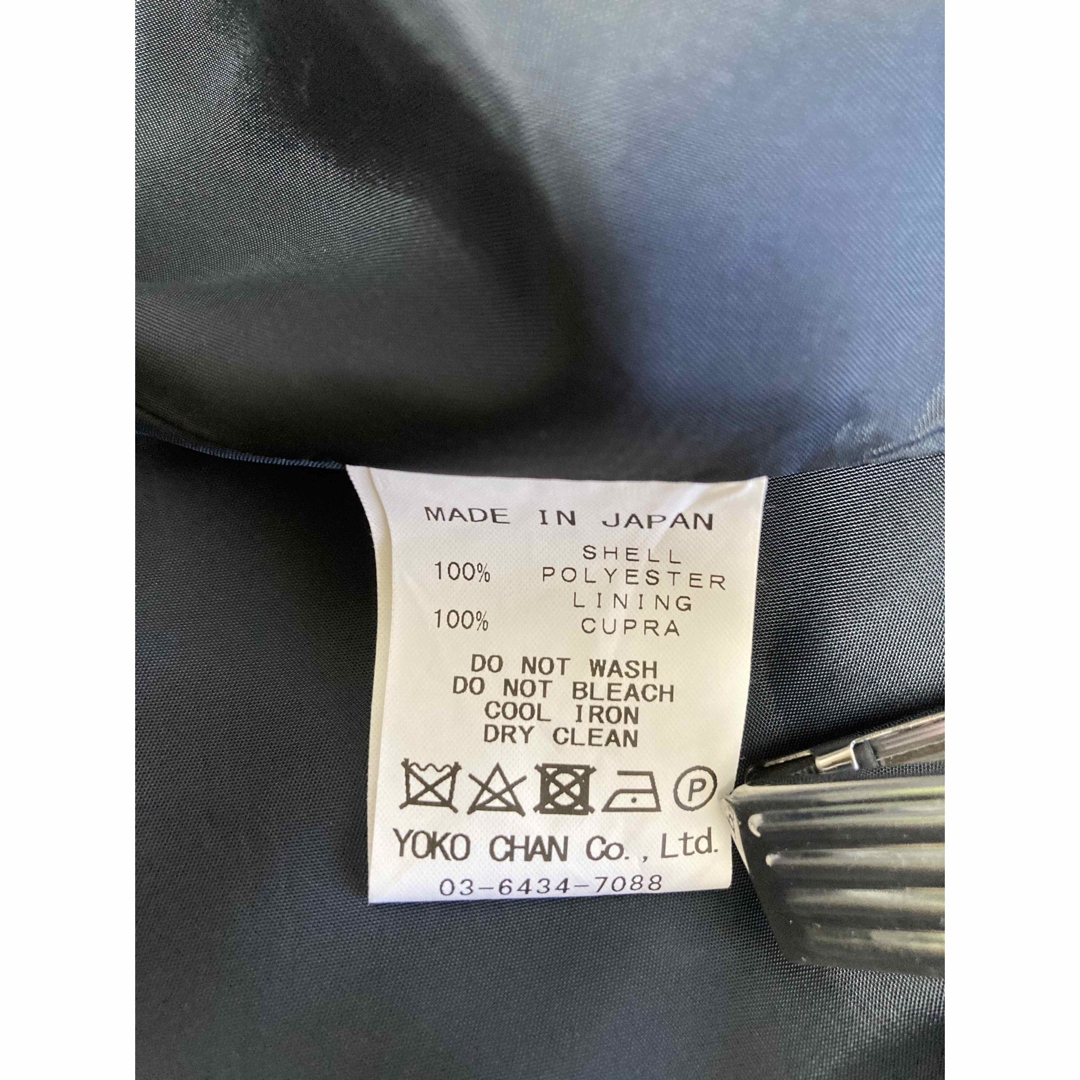 MADE IN JAPAN
SHELL
100% POLYESTER
LINING
100% CUPRA
DO NOT WASH
DO NOT BLEACH
COOL IRON
DRY CLEAN
P
YOKO CHAN Co., Ltd.
03-6434-7088